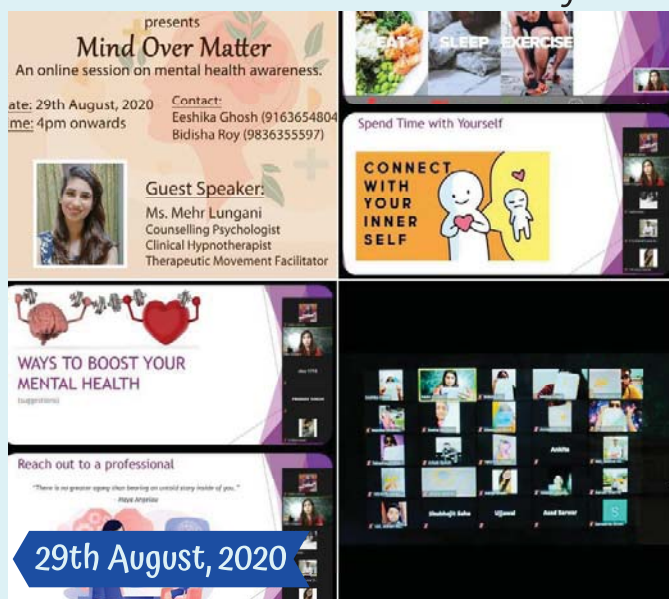 presents
Mind Over Matter
An online session on mental health awareness.
ate: 29th August, 2020
me: 4pm onwards
Contact:
Eeshika Ghosh (9163654804
Bidisha Roy (9836355597)
Guest Speaker:
Ms. Mehr Lungani
Counselling Psychologist
Clinical Hypnotherapist
Therapeutic Movement Facilitator
EAT SLEEP EXERCISE
Spend Time with Yourself
CONNECT
WITH
YOUR
INNER
SELF
WAYS TO BOOST YOUR
MENTAL HEALTH
(suggestions)
Reach out to a professional
"There is no greater agony than bearing an untold story inside of you."
- Maya Angelou
29th August, 2020
Ankita
Shubhajit Saha
Ujjawal
Asad Sarwar
S